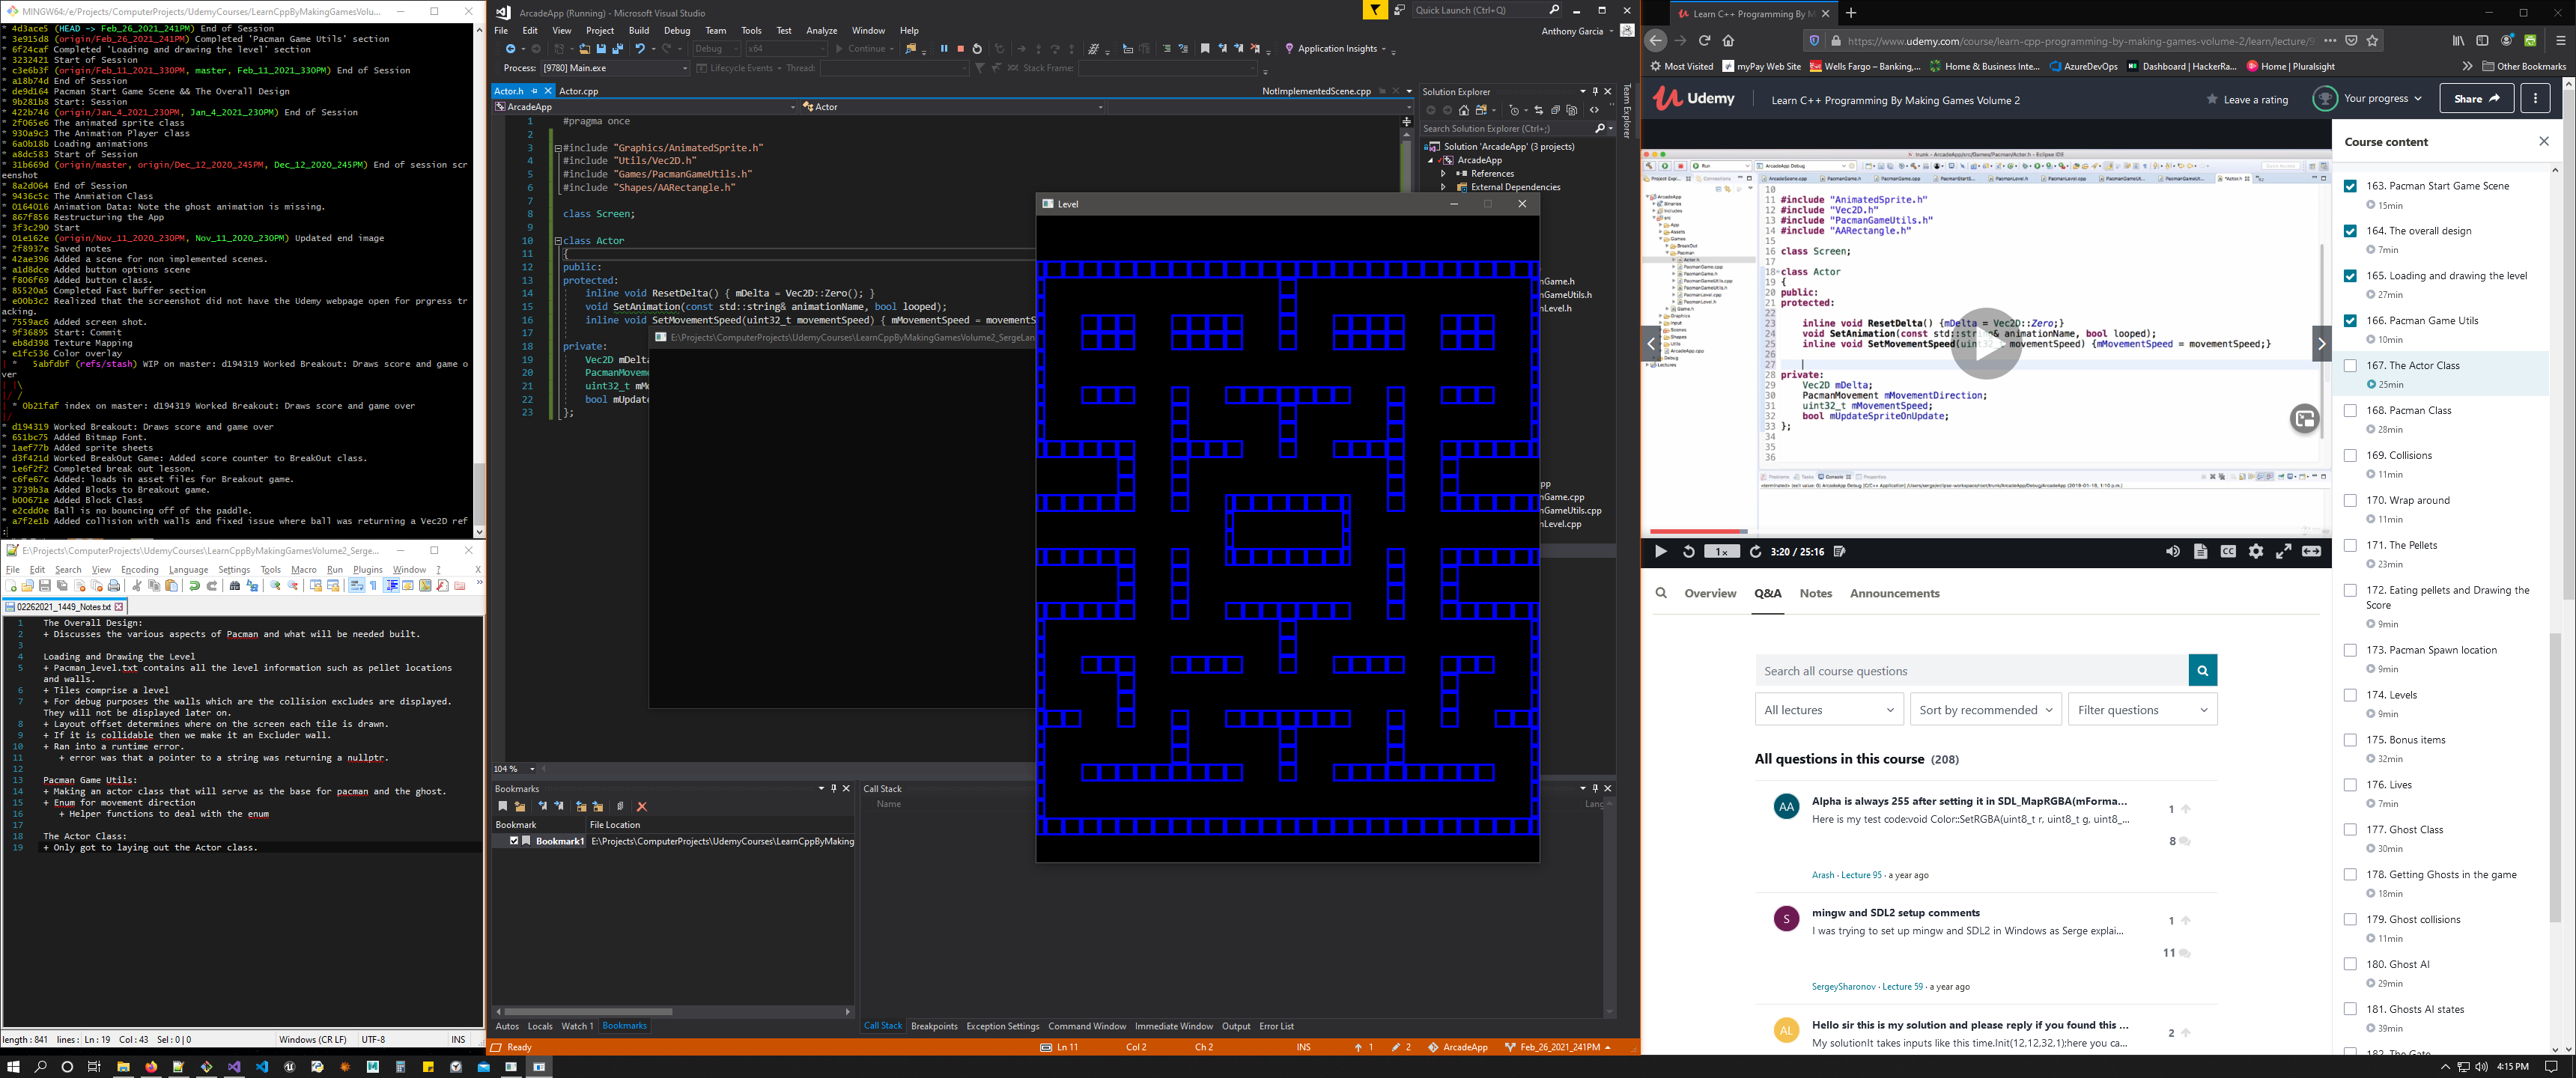 MINGW64:/e/Projects/ComputerProjects/UdemyCourses/LearnCppByMakingGamesVolu...
* 4d3ace5 (HEAD -> Feb_26_2021_241PM) End of Session
* 3e915d8 (origin/Feb_26_2021_241PM) Completed 'Pacman Game Utils' section
* 6f24caf Completed 'Loading and drawing the level' section
* 3232421 Start of Session
* c3e6b3f (origin/Feb_11_2021_330PM, master, Feb_11_2021_330PM) End of Session
* a18b74d End of Session
* de9d164 Pacman Start Game Scene && The Overall Design
* 9b281b8 Start: Session
* 422b746 (origin/Jan_4_2021_230PM, Jan_4_2021_230PM) End of Session
* 2f065e6 The animated sprite class
* 930a9c3 The Animation Player class
* 6a0b18b Loading animations
* a8dc583 Start of Session
* 31b669d (origin/master, origin/Dec_12_2020_245PM, Dec_12_2020_245PM) End of session scr
eenshot
* 8a2d064 End of Session
* 9436c5c The Anmiation Class
* 0164016 Animation Data: Note the ghost animation is missing.
* 867f856 Restructuring the App
* 3f3c290 Start
* 01e162e (origin/Nov_11_2020_230PM, Nov_11_2020_230PM) Updated end image
* 2f8937e Saved notes
* 42ae396 Added a scene for non implemented scenes.
* a1d8dce Added button options scene
* f806f69 Added button class.
* 85520a5 Completed Fast buffer section
* e00b3c2 Realized that the screenshot did not have the Udemy webpage open for prgress tr
acking.
* 7559ac6 Added screen shot.
* 9f36895 Start: Commit
* eb8d398 Texture Mapping
* e1fc536 Color overlay
| *   5abfdbf (refs/stash) WIP on master: d194319 Worked Breakout: Draws score and game o
ver
| |\
|/ /
| * 0b21faf index on master: d194319 Worked Breakout: Draws score and game over
|/
* d194319 Worked Breakout: Draws score and game over
* 651bc75 Added Bitmap Font.
* 1aef77b Added sprite sheets
* d3f421d Worked BreakOut Game: Added score counter to BreakOut class.
* 1e6f2f2 Completed break out lesson.
* c6fe67c Added: loads in asset files for Breakout game.
* 3739b3a Added Blocks to Breakout game.
* b00671e Added Block Class
* e2cdd0e Ball is no bouncing off of the paddle.
* a7f2e1b Added collision with walls and fixed issue where ball was returning a Vec2D ref
:
E:\Projects\ComputerProjects\UdemyCourses\LearnCppByMakingGamesVolume2_Serge...
File Edit Search View Encoding Language Settings Tools Macro Run Plugins Window ? X
02262021_1449_Notes.txt
1 The Overall Design:
2 + Discusses the various aspects of Pacman and what will be needed built.
3
4 Loading and Drawing the Level
5 + Pacman_level.txt contains all the level information such as pellet locations
and walls.
6 + Tiles comprise a level
7 + For debug purposes the walls which are the collision excludes are displayed.
They will not be displayed later on.
8 + Layout offset determines where on the screen each tile is drawn.
9 + If it is collidable then we make it an Excluder wall.
10 + Ran into a runtime error.
11 + error was that a pointer to a string was returning a nullptr.
12
13 Pacman Game Utils:
14 + Making an actor class that will serve as the base for pacman and the ghost.
15 + Enum for movement direction
16 + Helper functions to deal with the enum
17
18 The Actor Class:
19 + Only got to laying out the Actor class.
length : 841 lines : Ln : 19 Col : 43 Sel : 0 | 0 Windows (CR LF) UTF-8 INS
ArcadeApp (Running) - Microsoft Visual Studio
Quick Launch (Ctrl+Q)
File Edit View Project Build Debug Team Tools Test Analyze Window Help
Anthony Garcia
Debug x64 Continue Application Insights
Process: [9780] Main.exe Lifecycle Events Thread: Stack Frame:
Actor.h Actor.cpp NotImplementedScene.cpp
ArcadeApp Actor
1 #pragma once
2
3 #include "Graphics/AnimatedSprite.h"
4 #include "Utils/Vec2D.h"
5 #include "Games/PacmanGameUtils.h"
6 #include "Shapes/AARectangle.h"
7
8 class Screen;
9
10 class Actor
11 {
12 public:
13 protected:
14 inline void ResetDelta() { mDelta = Vec2D::Zero(); }
15 void SetAnimation(const std::string& animationName, bool looped);
16 inline void SetMovementSpeed(uint32_t movementSpeed) { mMovementSpeed = movementS
17
18 private:
19 Vec2D mDelta
20 PacmanMoveme
21 uint32_t mMo
22 bool mUpdate
23 };
E:\Projects\ComputerProjects\UdemyCourses\LearnCppByMakingGamesVolume2_SergeLan
Level
104 %
Bookmarks
Bookmark File Location
Bookmark1 E:\Projects\ComputerProjects\UdemyCourses\LearnCppByMaking
Autos Locals Watch 1 Bookmarks
Call Stack
Name Lang
Call Stack Breakpoints Exception Settings Command Window Immediate Window Output Error List
Ready Ln 11 Col 2 Ch 2 INS 1 2 ArcadeApp Feb_26_2021_241PM
Solution Explorer
Search Solution Explorer (Ctrl+;)
Solution 'ArcadeApp' (3 projects)
ArcadeApp
References
External Dependencies
nGame.h
nGameUtils.h
nLevel.h
pp
nGame.cpp
nGameUtils.cpp
nLevel.cpp
Team Explorer
Learn C++ Programming By M
https://www.udemy.com/course/learn-cpp-programming-by-making-games-volume-2/learn/lecture/
Most Visited myPay Web Site Wells Fargo – Banking,... Home & Business Inte... AzureDevOps Dashboard | HackerRa... Home | Pluralsight Other Bookmarks
Udemy Learn C++ Programming By Making Games Volume 2 Leave a rating Your progress Share
trunk - ArcadeApp/src/Games/Pacman/Actor.h - Eclipse IDE
10
11 #include "AnimatedSprite.h"
12 #include "Vec2D.h"
13 #include "PacmanGameUtils.h"
14 #include "AARectangle.h"
15
16 class Screen;
17
18 class Actor
19 {
20 public:
21 protected:
22
23 inline void ResetDelta() {mDelta = Vec2D::Zero;}
24 void SetAnimation(const std::string& animationName, bool looped);
25 inline void SetMovementSpeed(uint32_t movementSpeed) {mMovementSpeed = movementSpeed;}
26
27
28 private:
29 Vec2D mDelta;
30 PacmanMovement mMovementDirection;
31 uint32_t mMovementSpeed;
32 bool mUpdateSpriteOnUpdate;
33 };
34
35
36
1x 3:20 / 25:16 CC
Overview Q&A Notes Announcements
Search all course questions
All lectures Sort by recommended Filter questions
All questions in this course (208)
AA Alpha is always 255 after setting it in SDL_MapRGBA(mForma... 1
Here is my test code:void Color::SetRGBA(uint8_t r, uint8_t g, uint8_...
8
Arash · Lecture 95 · a year ago
S mingw and SDL2 setup comments 1
I was trying to set up mingw and SDL2 in Windows as Serge explai...
11
SergeySharonov · Lecture 59 · a year ago
AL Hello sir this is my solution and please reply if you found this ... 2
My solutionIt takes inputs like this time.Init(12,12,32,1);here you ca...
Course content
163. Pacman Start Game Scene
15min
164. The overall design
7min
165. Loading and drawing the level
27min
166. Pacman Game Utils
10min
167. The Actor Class
25min
168. Pacman Class
28min
169. Collisions
11min
170. Wrap around
11min
171. The Pellets
23min
172. Eating pellets and Drawing the
Score
9min
173. Pacman Spawn location
9min
174. Levels
9min
175. Bonus items
32min
176. Lives
7min
177. Ghost Class
30min
178. Getting Ghosts in the game
18min
179. Ghost collisions
11min
180. Ghost AI
29min
181. Ghosts AI states
39min
182. The Gate
4:15 PM